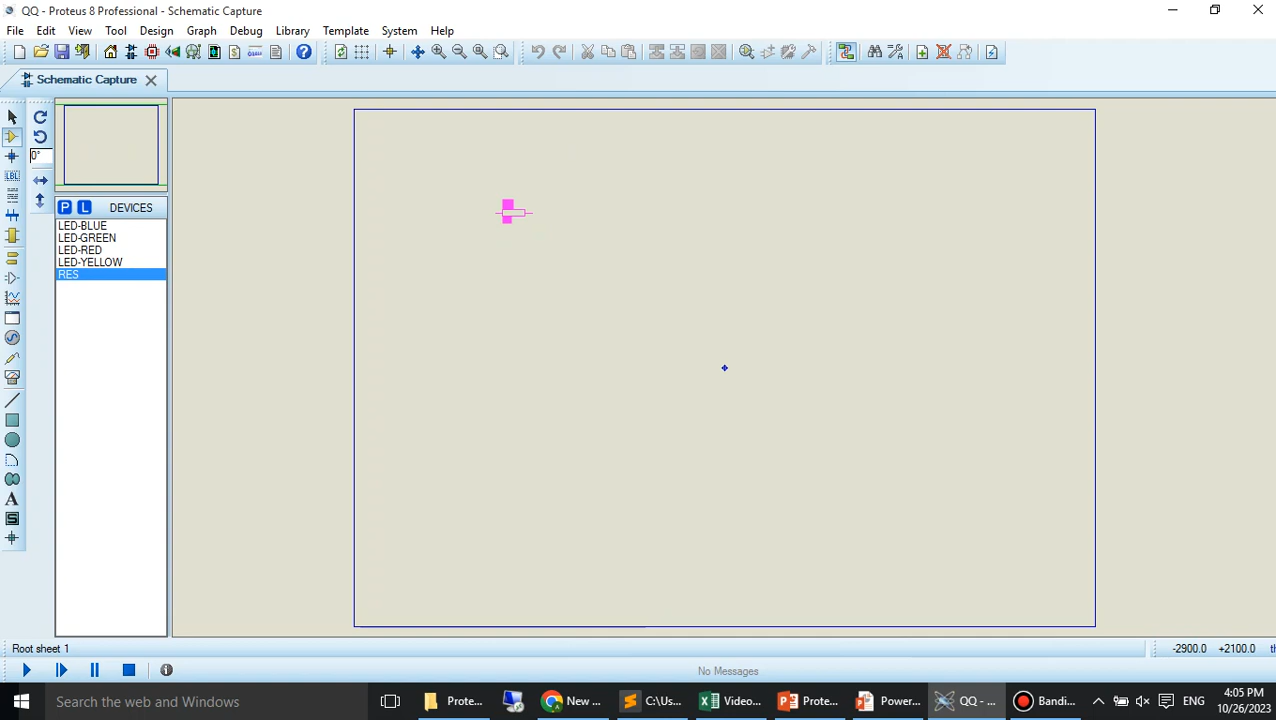 QQ - Proteus 8 Professional - Schematic Capture
File Edit View Tool Design Graph Debug Library Template System Help
Schematic Capture
0°
P L DEVICES
LED-BLUE
LED-GREEN
LED-RED
LED-YELLOW
RES
LBL
A
S
Root sheet 1
-2900.0 +2100.0 th
No Messages
Search the web and Windows
Prote...
New ...
C:\Us...
Video...
Prote...
Power...
QQ - ...
Bandi...
ENG
4:05 PM
10/26/2023